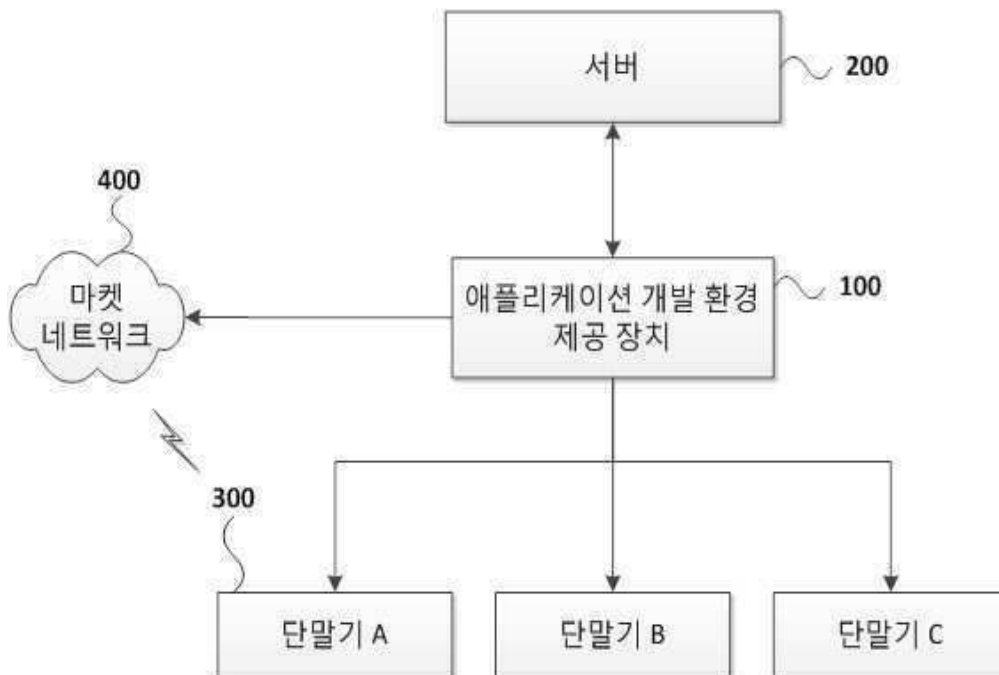 서버
200
400
마켓
네트워크
애플리케이션 개발 환경
제공 장치
100
300
단말기 A
단말기 B
단말기 C